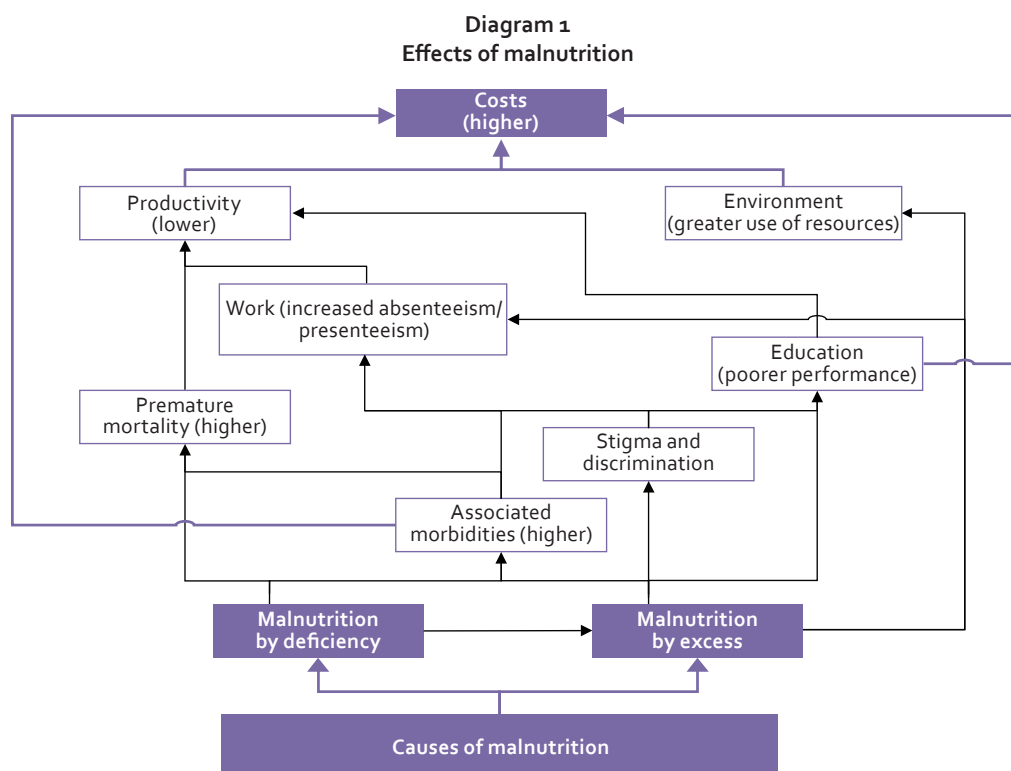 Diagram 1
Effects of malnutrition
Costs
(higher)
Productivity
(lower)
Environment
(greater use of resources)
Work (increased absenteeism/
presenteeism)
Education
(poorer performance)
Premature
mortality (higher)
Stigma and
discrimination
Associated
morbidities (higher)
Malnutrition
by deficiency
Malnutrition
by excess
Causes of malnutrition